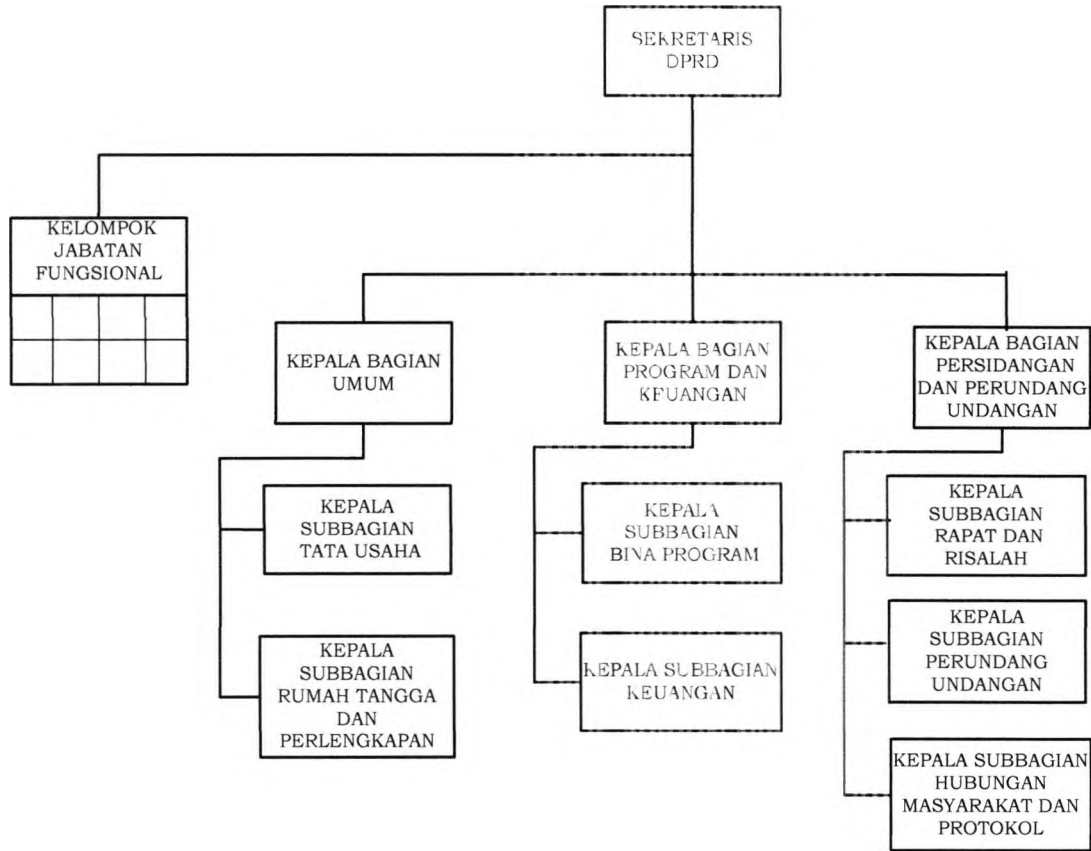 SEKRETARIS
DPRD
KELOMPOK
JABATAN
FUNGSIONAL
KEPALA BAGIAN
UMUM
KEPALA BAGIAN
PROGRAM DAN
KEUANGAN
KEPALA BAGIAN
PERSIDANGAN
DAN PERUNDANG
UNDANGAN
KEPALA
SUBBAGIAN
TATA USAHA
KEPALA
SUBBAGIAN
BINA PROGRAM
KEPALA
SUBBAGIAN
RAPAT DAN
RISALAH
KEPALA
SUBBAGIAN
RUMAH TANGGA
DAN
PERLENGKAPAN
KEPALA SUBBAGIAN
KEUANGAN
KEPALA
SUBBAGIAN
PERUNDANG
UNDANGAN
KEPALA SUBBAGIAN
HUBUNGAN
MASYARAKAT DAN
PROTOKOL